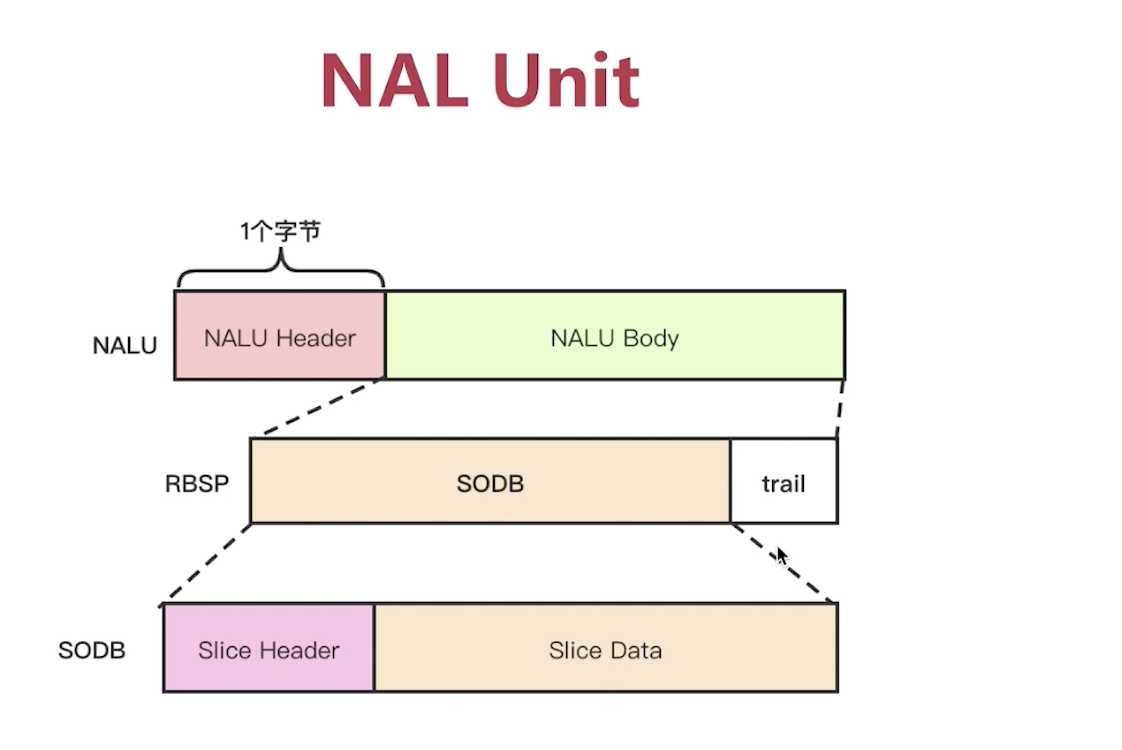 NAL Unit
1个字节
NALU
NALU Header
NALU Body
RBSP
SODB
trail
SODB
Slice Header
Slice Data